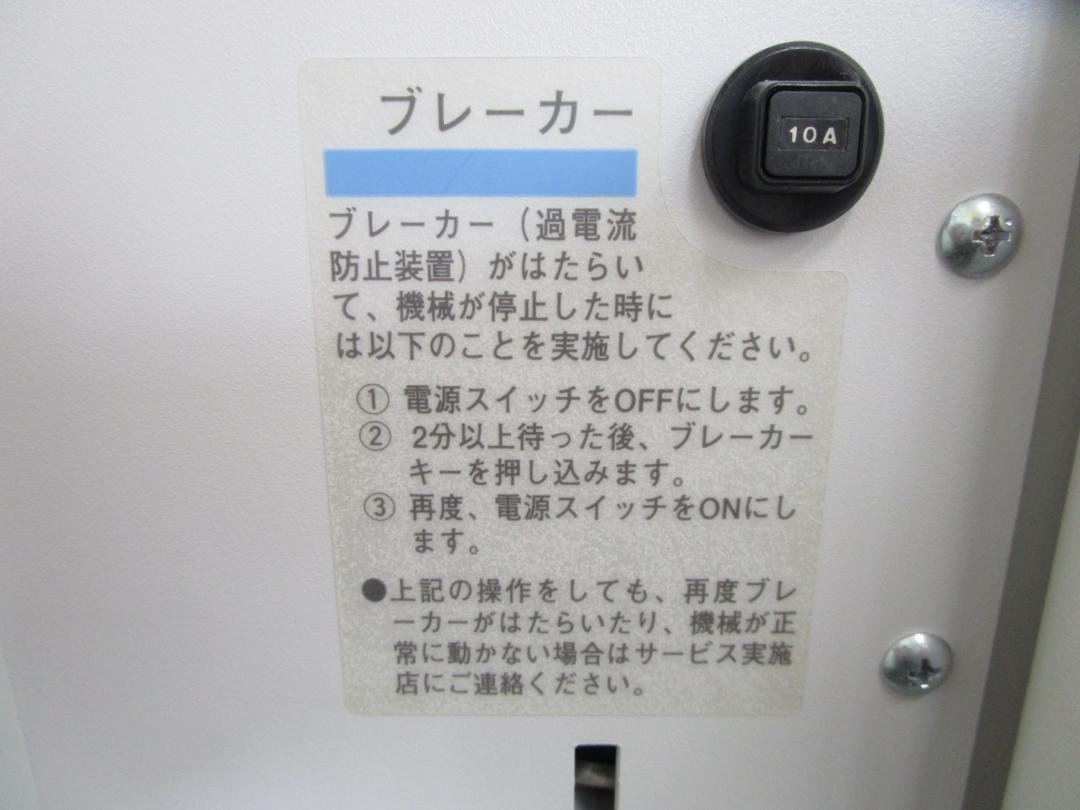 ブレーカー
10A
ブレーカー（過電流
防止装置）がはたらい
て、機械が停止した時に
は以下のことを実施してください。
① 電源スイッチをOFFにします。
② 2分以上待った後、ブレーカー
キーを押し込みます。
③ 再度、電源スイッチをONにし
ます。
●上記の操作をしても、再度ブレ
ーカーがはたらいたり、機械が正
常に動かない場合はサービス実施
店にご連絡ください。